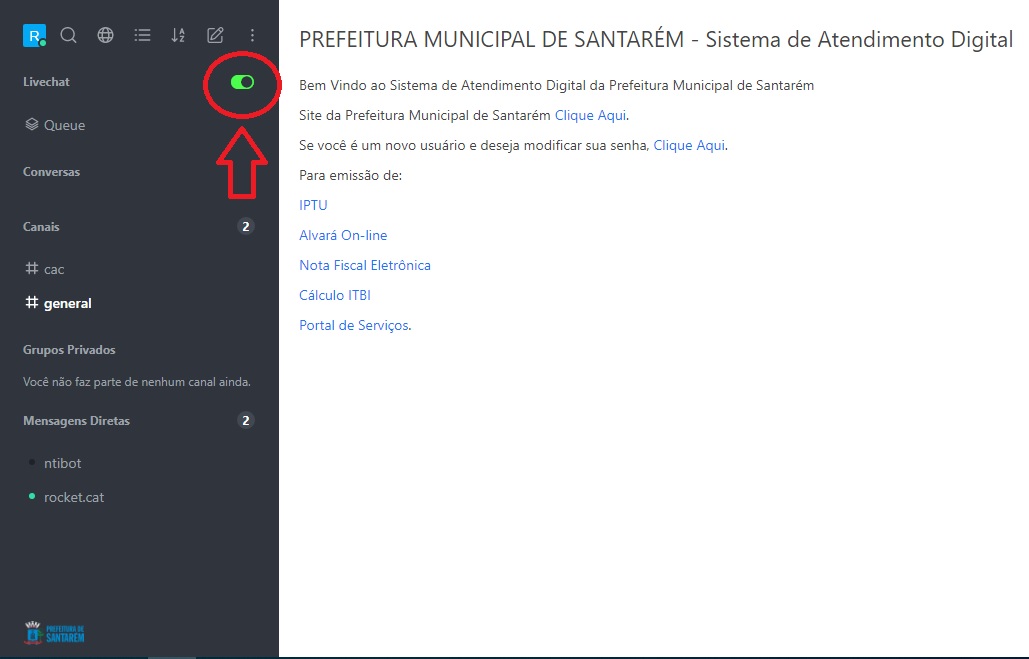 R
Livechat
Queue
Conversas
Canais 2
cac
general
Grupos Privados
Você não faz parte de nenhum canal ainda.
Mensagens Diretas 2
ntibot
rocket.cat
PREFEITURA DE
SANTARÉM
PREFEITURA MUNICIPAL DE SANTARÉM - Sistema de Atendimento Digital
Bem Vindo ao Sistema de Atendimento Digital da Prefeitura Municipal de Santarém
Site da Prefeitura Municipal de Santarém Clique Aqui.
Se você é um novo usuário e deseja modificar sua senha, Clique Aqui.
Para emissão de:
IPTU
Alvará On-line
Nota Fiscal Eletrônica
Cálculo ITBI
Portal de Serviços.